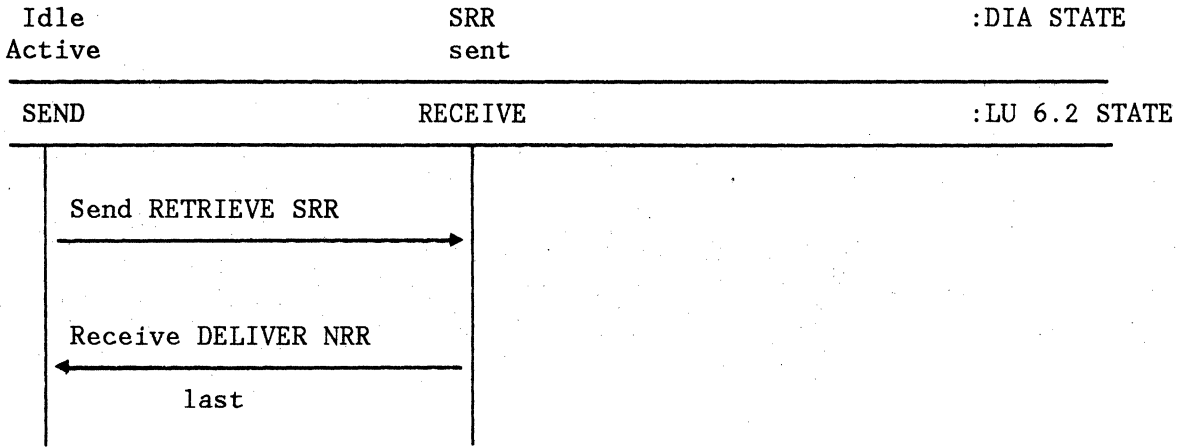 Idle SRR :DIA STATE
Active sent
SEND RECEIVE :LU 6.2 STATE
Send RETRIEVE SRR
Receive DELIVER NRR
last